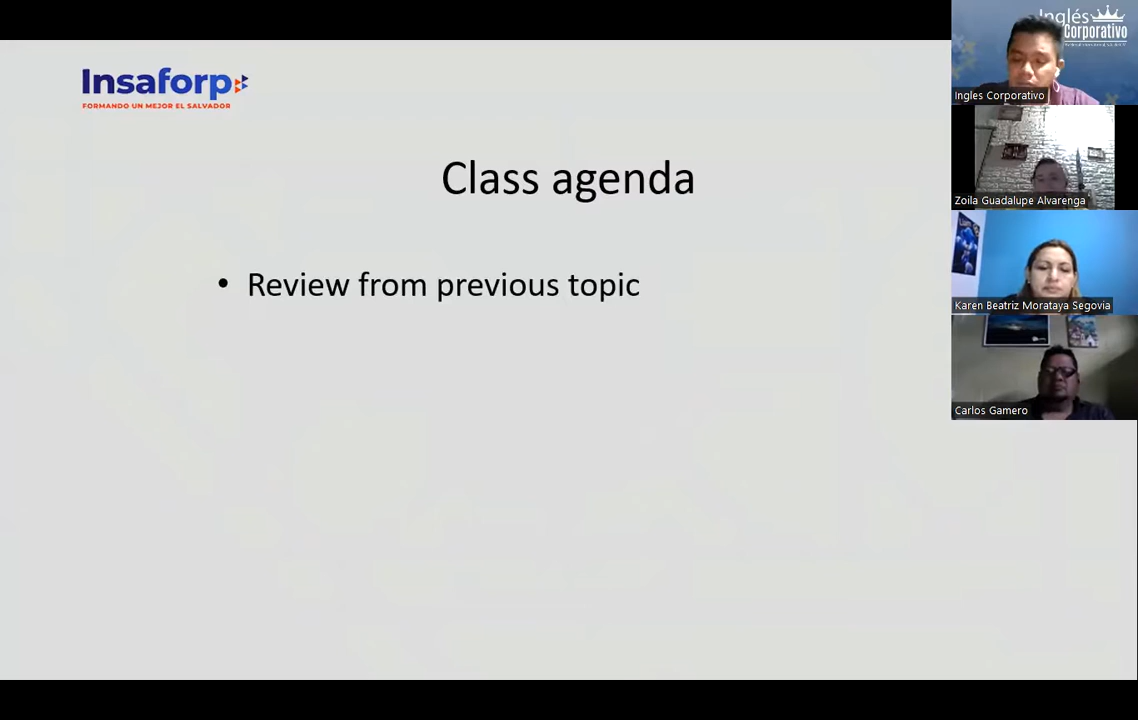 Insaforp
FORMANDO UN MEJOR EL SALVADOR
Class agenda
• Review from previous topic
Inglés
Corporativo
Ingles Corporativo
Zoila Guadalupe Alvarenga
Karen Beatriz Morataya Segovia
Carlos Gamero